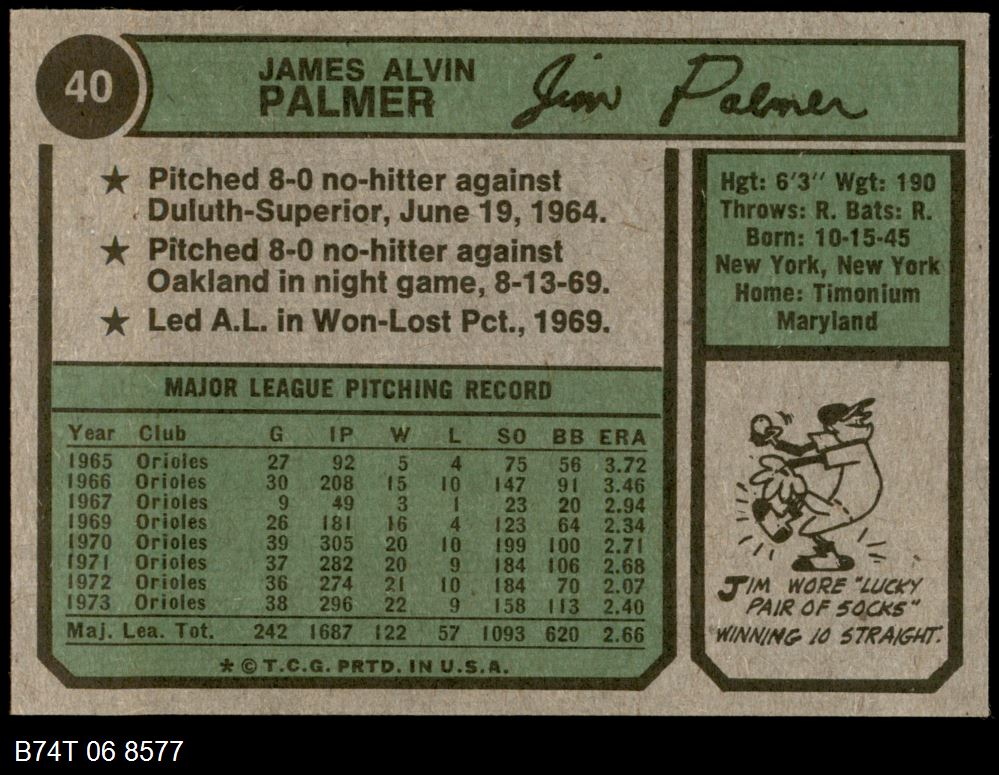 40
JAMES ALVIN
PALMER
Jim Palmer
★ Pitched 8-0 no-hitter against
Duluth-Superior, June 19, 1964.
★ Pitched 8-0 no-hitter against
Oakland in night game, 8-13-69.
★ Led A.L. in Won-Lost Pct., 1969.
Hgt: 6'3" Wgt: 190
Throws: R. Bats: R.
Born: 10-15-45
New York, New York
Home: Timonium
Maryland
MAJOR LEAGUE PITCHING RECORD
Year Club G IP W L SO BB ERA
1965 Orioles 27 92 5 4 75 56 3.72
1966 Orioles 30 208 15 10 147 91 3.46
1967 Orioles 9 49 3 1 23 20 2.94
1969 Orioles 26 181 16 4 123 64 2.34
1970 Orioles 39 305 20 10 199 100 2.71
1971 Orioles 37 282 20 9 184 106 2.68
1972 Orioles 36 274 21 10 184 70 2.07
1973 Orioles 38 296 22 9 158 113 2.40
Maj. Lea. Tot. 242 1687 122 57 1093 620 2.66
* © T.C.G. PRTD. IN U.S.A.
JIM WORE "LUCKY
PAIR OF SOCKS"
WINNING 10 STRAIGHT.
B74T 06 8577